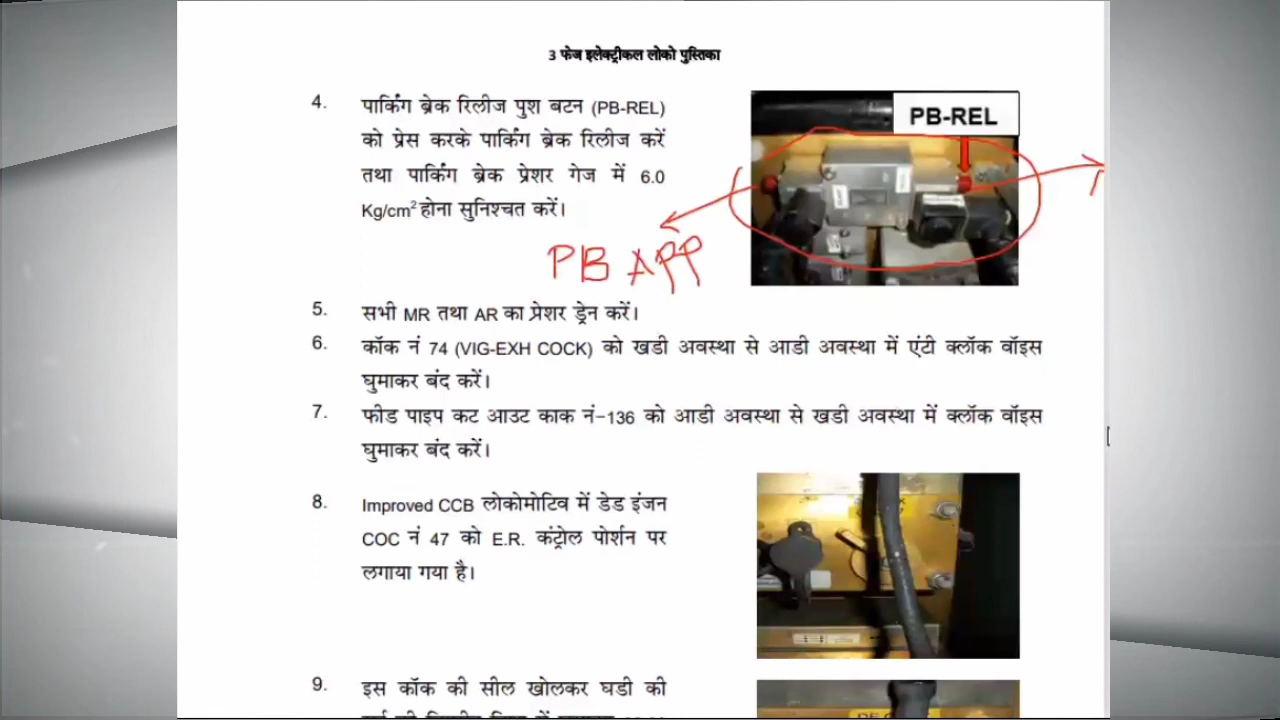 3 फेज इलेक्ट्रीकल लोको पुस्तिका
4. पार्किंग ब्रेक रिलीज पुश बटन (PB-REL)
को प्रेस करके पार्किंग ब्रेक रिलीज करें
तथा पार्किंग ब्रेक प्रेशर गेज में 6.0
Kg/cm² होना सुनिश्चत करें।
PB-REL
PB APP
5. सभी MR तथा AR का प्रेशर ड्रेन करें।
6. कॉक नं 74 (VIG-EXH COCK) को खडी अवस्था से आडी अवस्था में एंटी क्लॉक वॉइस
घुमाकर बंद करें।
7. फीड पाइप कट आउट काक नं-136 को आडी अवस्था से खडी अवस्था में क्लॉक वॉइस
घुमाकर बंद करें।
8. Improved CCB लोकोमोटिव में डेड इंजन
COC नं 47 को E.R. कंट्रोल पोर्शन पर
लगाया गया है।
9. इस कॉक की सील खोलकर घडी की